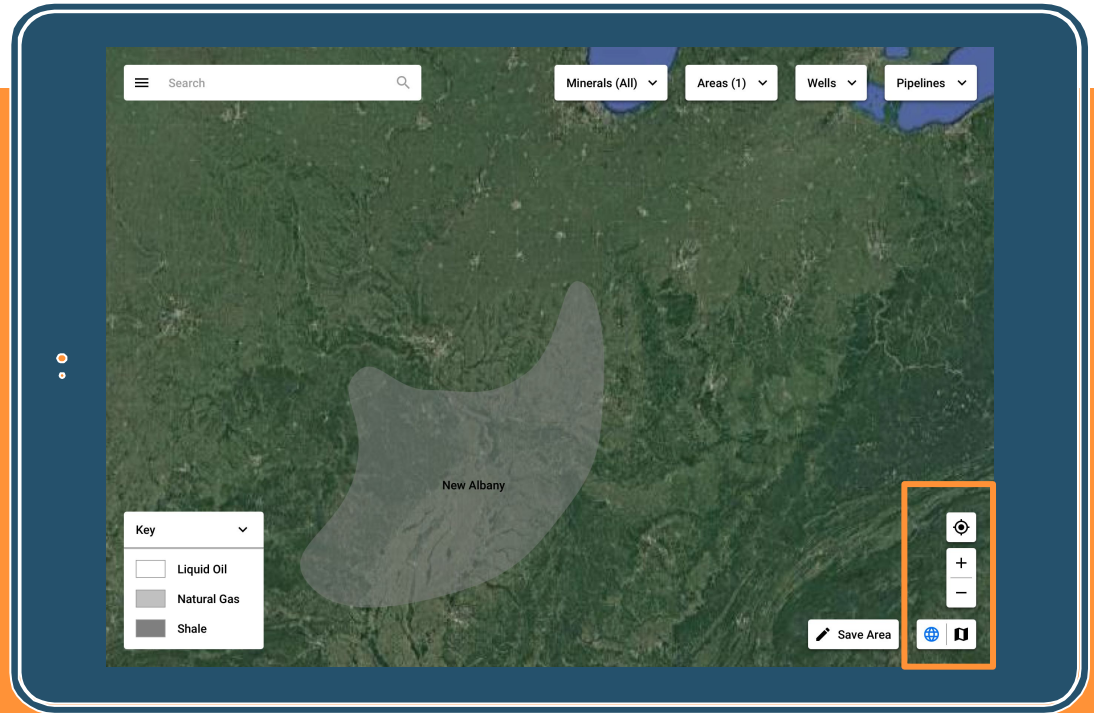 Search
Minerals (All)
Areas (1)
Wells
Pipelines
New Albany
Key
Liquid Oil
Natural Gas
Shale
Save Area